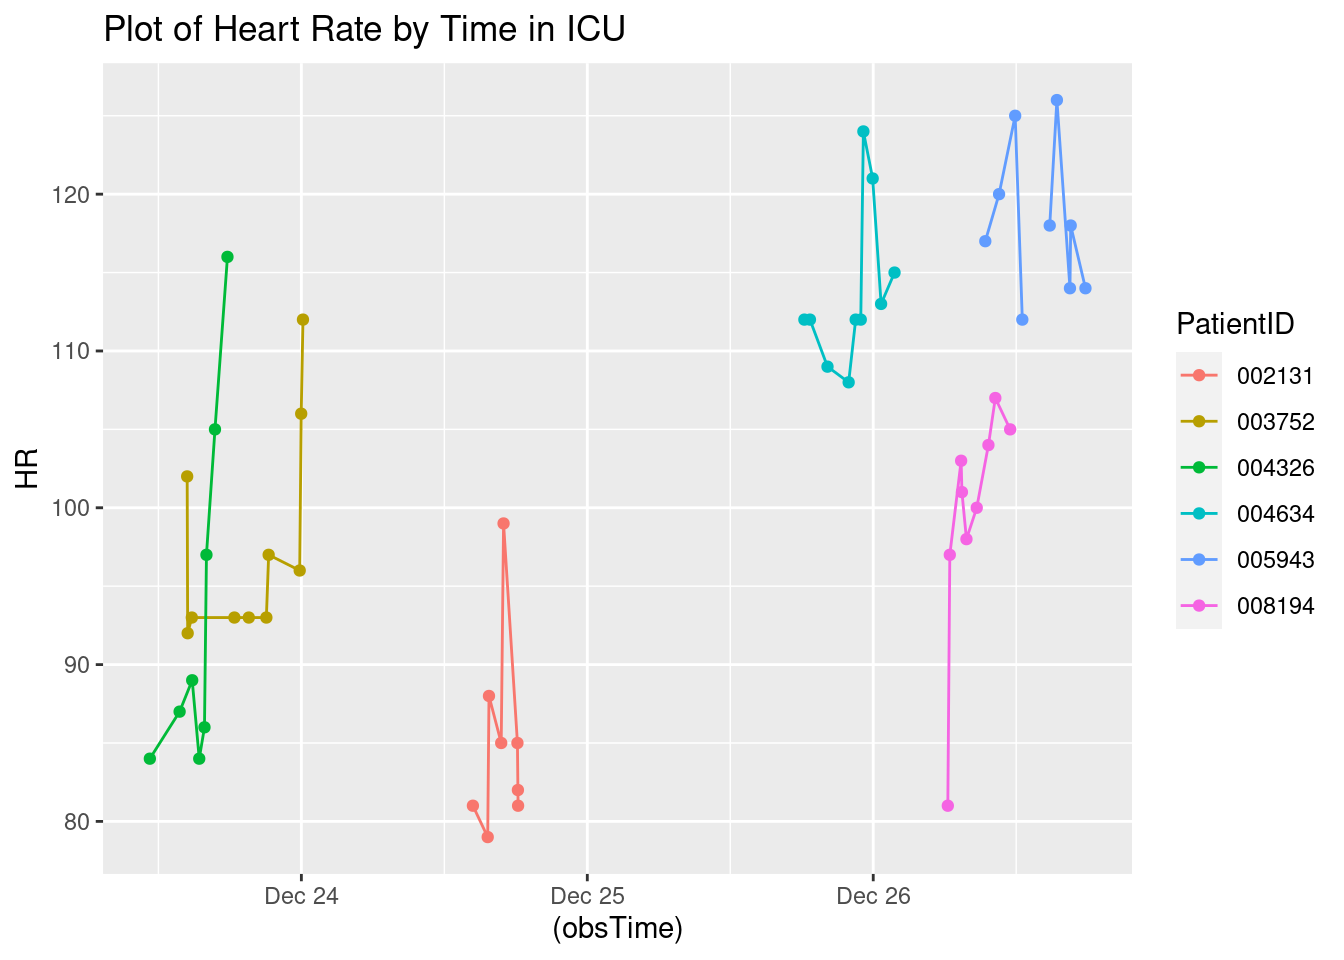 Plot of Heart Rate by Time in ICU
120
110
100
90
80
HR
Dec 24
Dec 25
Dec 26
(obsTime)
PatientID
002131
003752
004326
004634
005943
008194